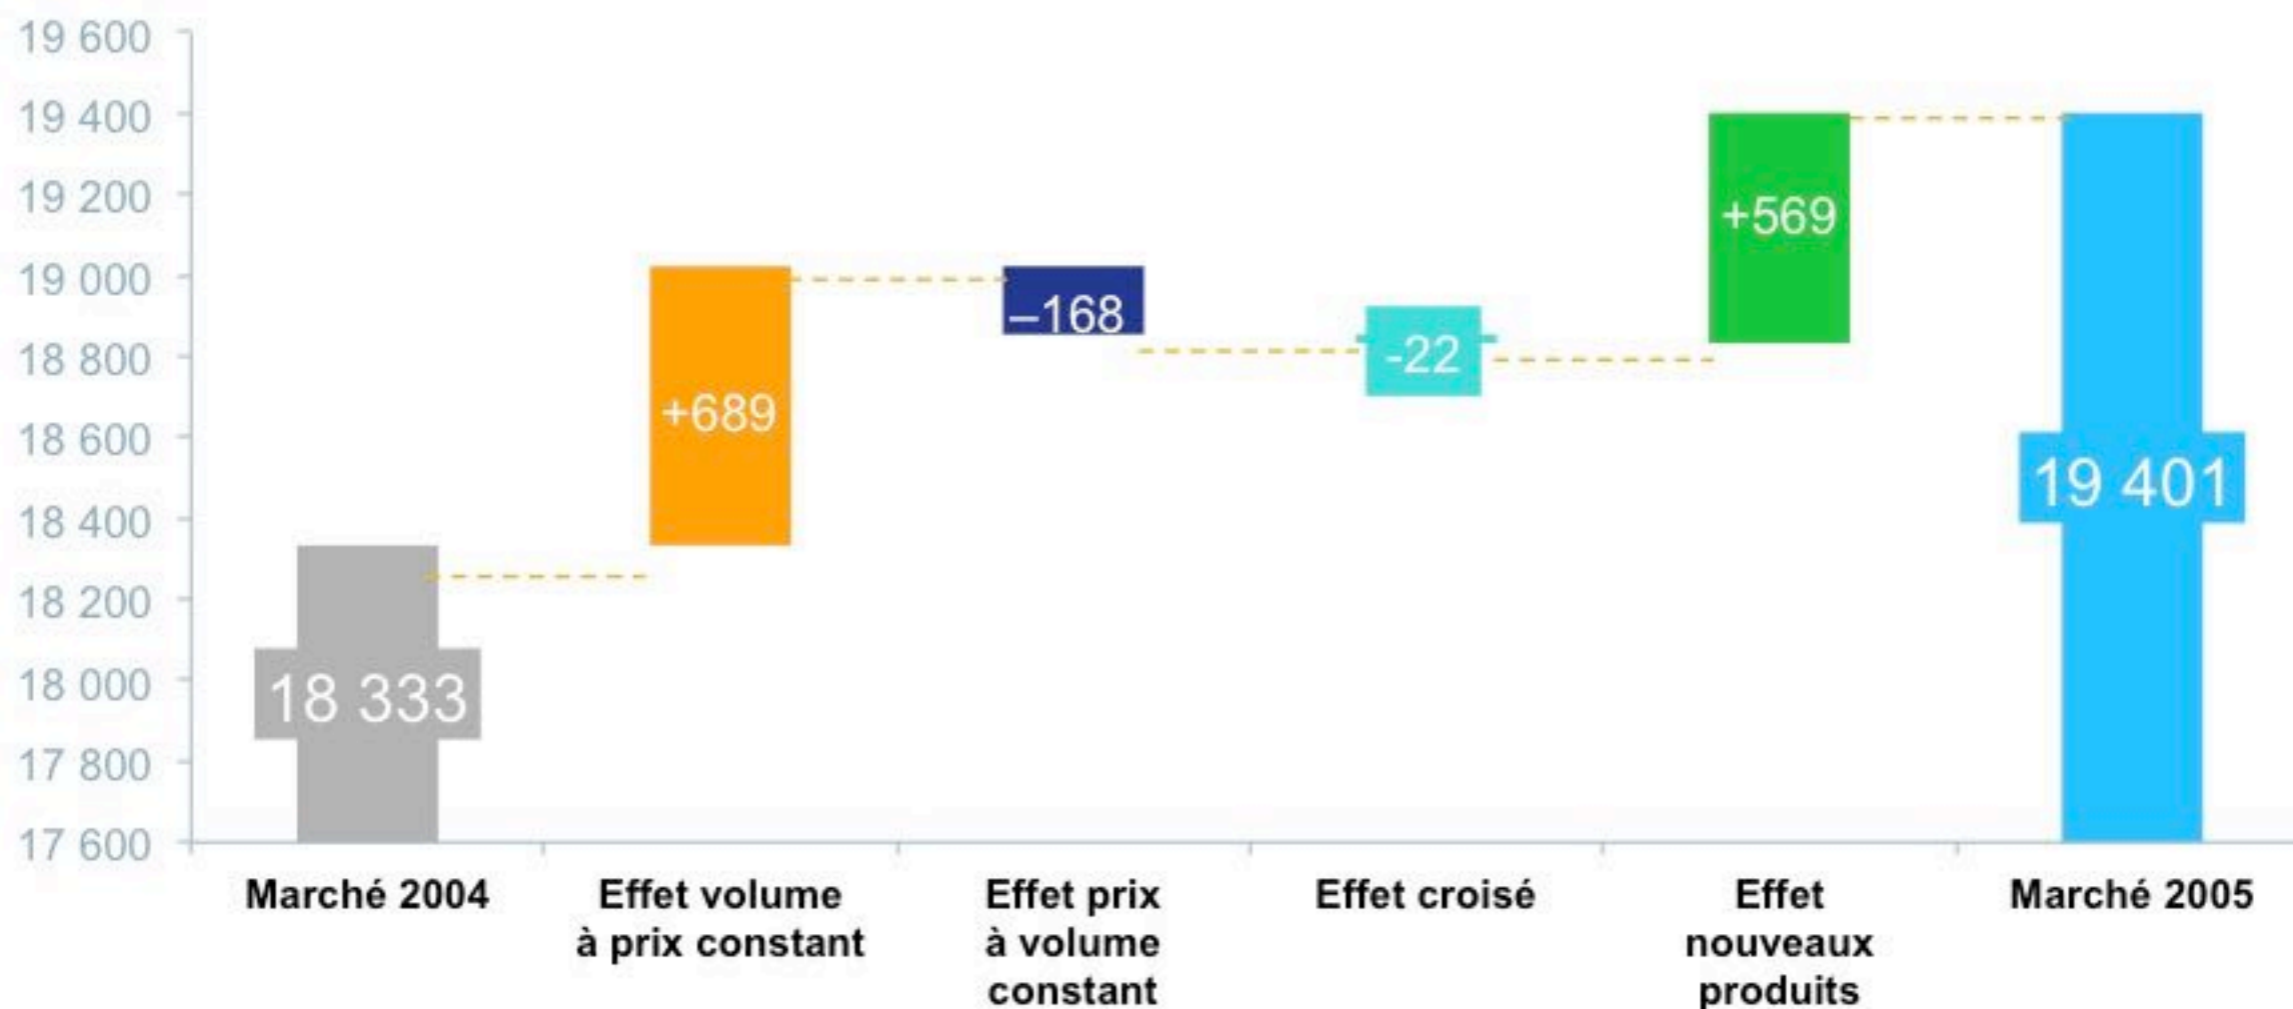 19 600
19 400
19 200
19 000
18 800
18 600
18 400
18 200
18 000
17 800
17 600
18 333
+689
–168
-22
+569
19 401
Marché 2004
Effet volume
à prix constant
Effet prix
à volume
constant
Effet croisé
Effet
nouveaux
produits
Marché 2005